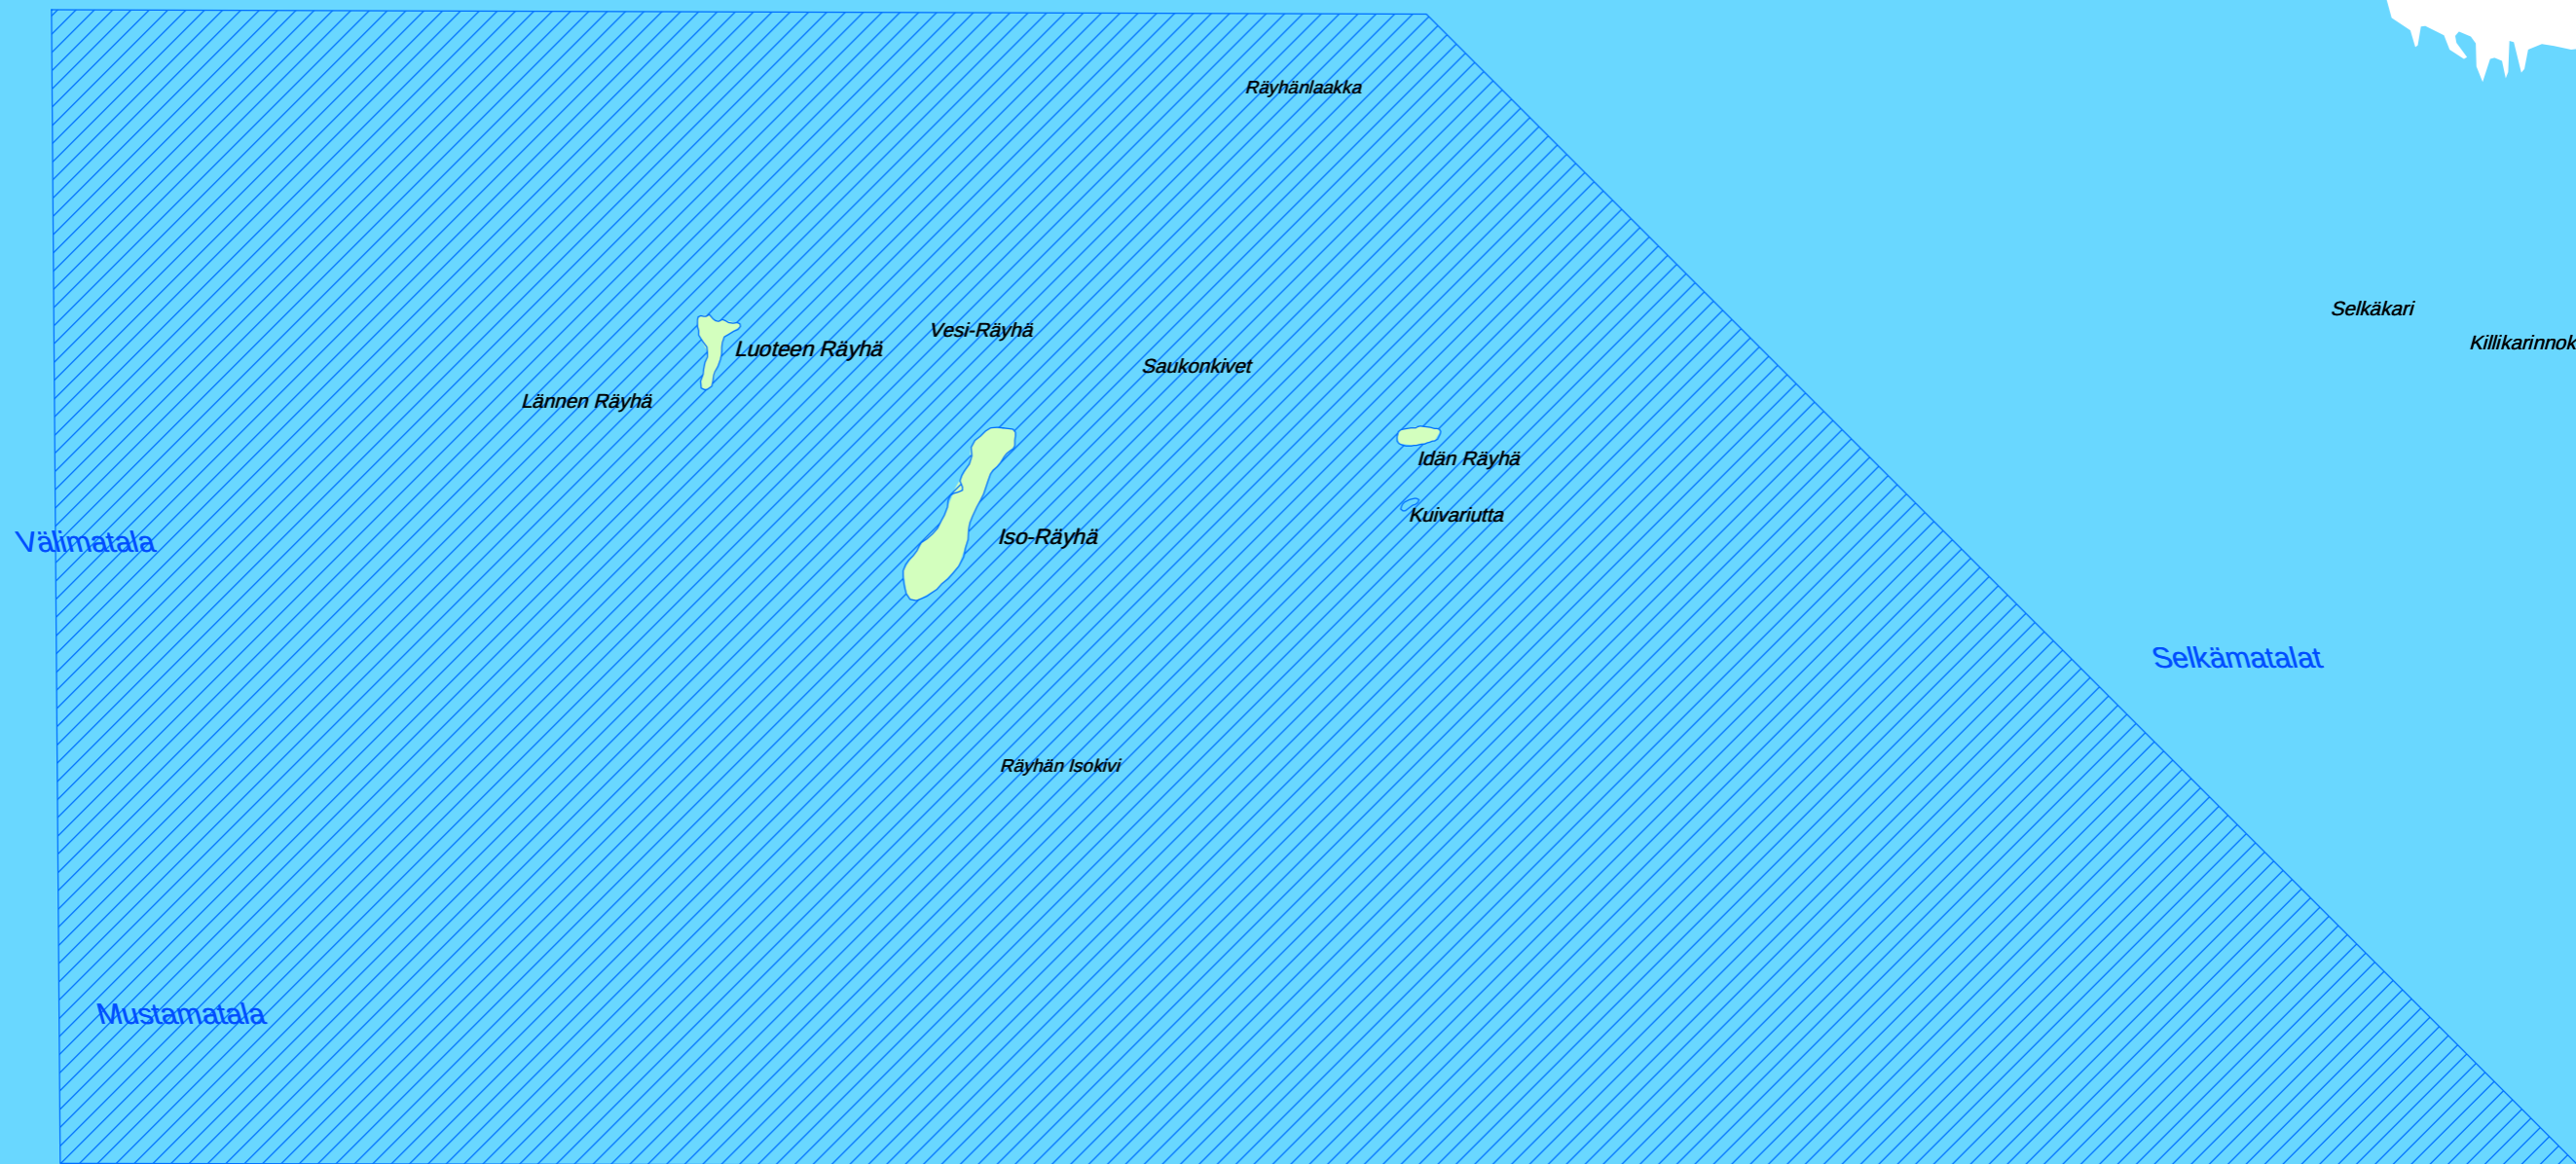 Räyhänlaakka
Selkäkari
Vesi-Räyhä
Killikarinnok
Luoteen Räyhä
Saukonkivet
Lännen Räyhä
Idän Räyhä
Kuivariutta
Iso-Räyhä
Välimatala
Selkämatalat
Räyhän Isokivi
Mustamatala